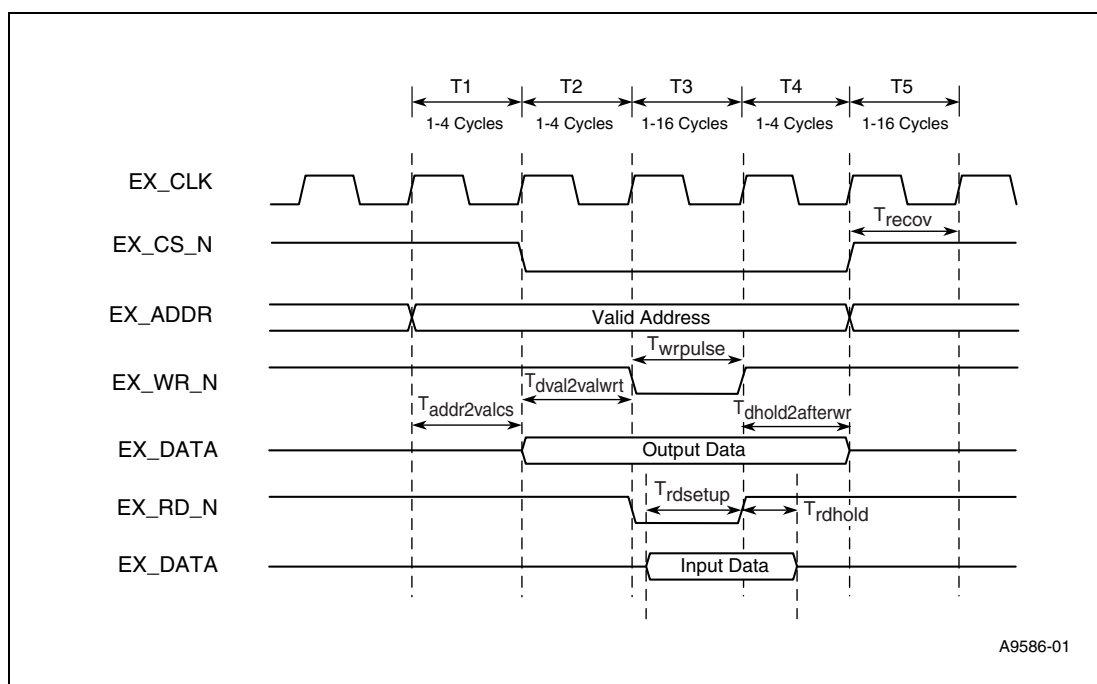 T1 T2 T3 T4 T5
1-4 Cycles 1-4 Cycles 1-16 Cycles 1-4 Cycles 1-16 Cycles
EX_CLK
Trecov
EX_CS_N
EX_ADDR Valid Address
Twrpulse
EX_WR_N Tdval2valwrt
Taddr2valcs Tdhold2afterwr
EX_DATA Output Data
Trdsetup
EX_RD_N Trdhold
EX_DATA Input Data
A9586-01